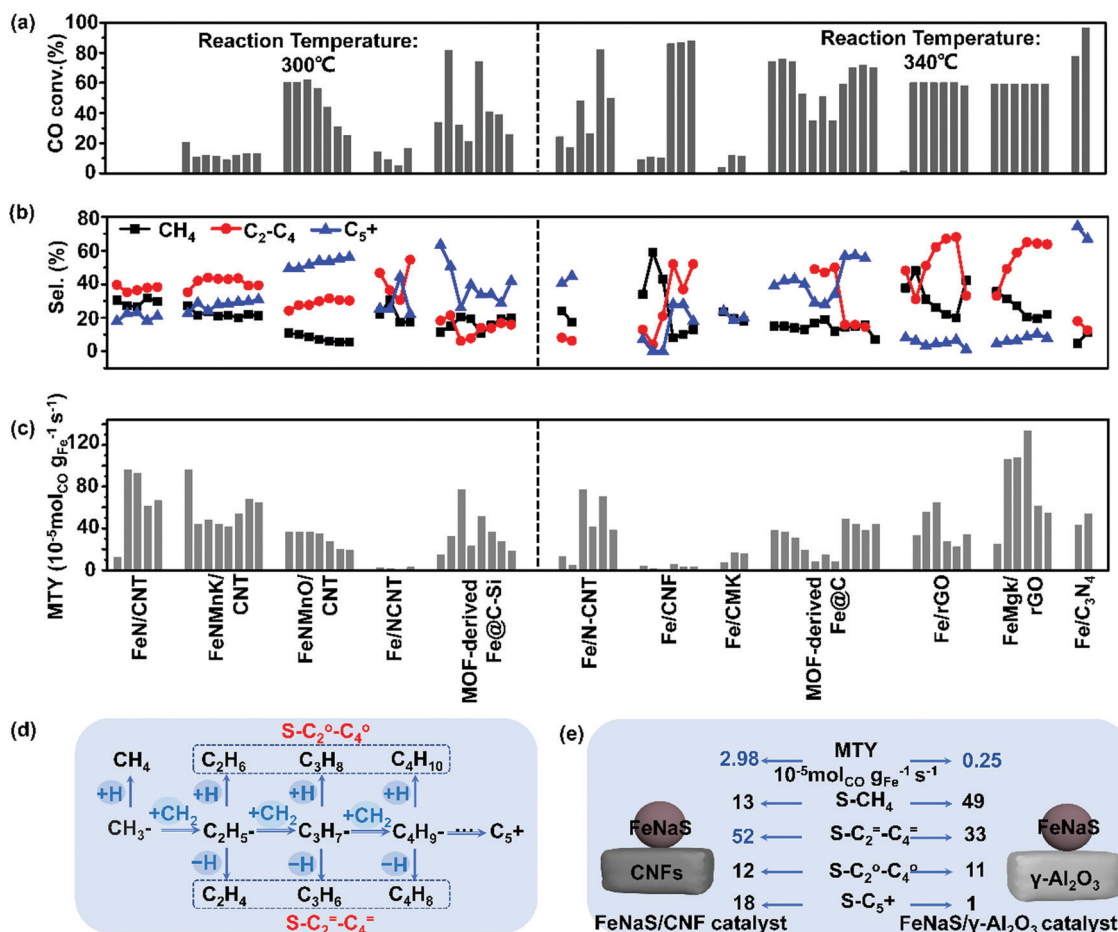 (a)
CO conv.(%)
100
80
60
40
20
0
Reaction Temperature:
300℃
Reaction Temperature:
340℃
(b)
Sel. (%)
80
60
40
20
0
CH₄
C₂-C₄
C₅+
(c)
MTY (10⁻⁵mol_CO g_Fe⁻¹ s⁻¹)
120
80
40
0
FeN/CNT
FeNMnK/
CNT
FeNMnO/
CNT
Fe/NCNT
MOF-derived
Fe@C-Si
Fe/N-CNT
Fe/CNF
Fe/CMK
MOF-derived
Fe@C
Fe/rGO
FeMgk/
rGO
Fe/C₃N₄
(d)
S-C₂º-C₄º
CH₄ C₂H₆ C₃H₈ C₄H₁₀
+H +H +H +H
+CH₂ +CH₂ +CH₂
CH₃- C₂H₅- C₃H₇- C₄H₉- ··· C₅+
−H −H −H
C₂H₄ C₃H₆ C₄H₈
S-C₂⁼-C₄⁼
(e)
2.98 MTY 0.25
10⁻⁵mol_CO g_Fe⁻¹ s⁻¹
13 S-CH₄ 49
FeNaS 52 S-C₂⁼-C₄⁼ 33 FeNaS
CNFs 12 S-C₂º-C₄º 11 γ-Al₂O₃
18 S-C₅+ 1
FeNaS/CNF catalyst FeNaS/γ-Al₂O₃ catalyst